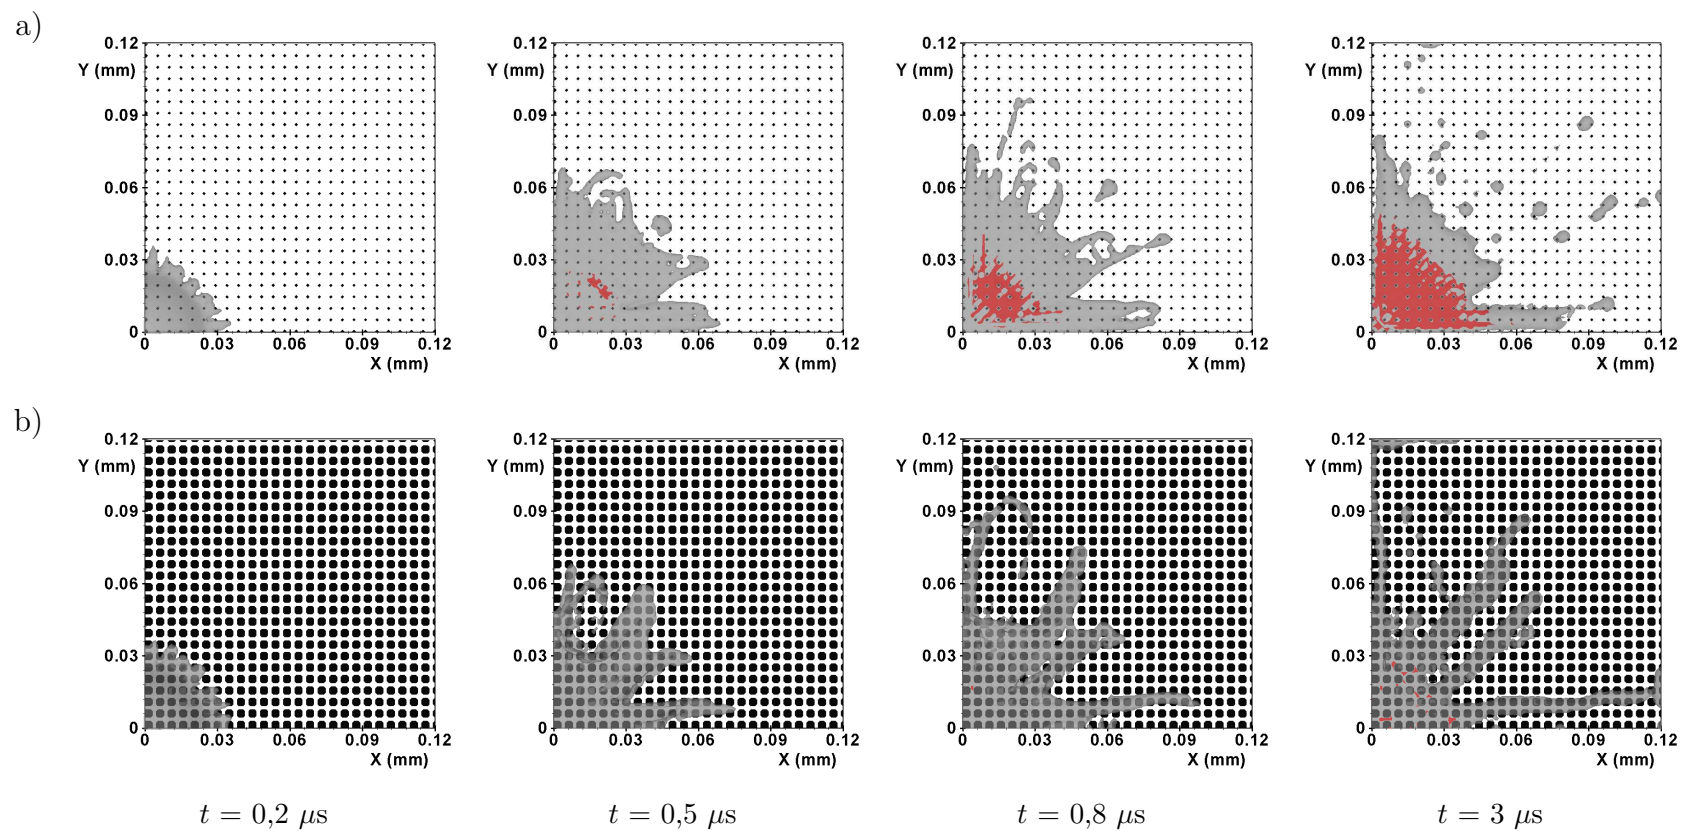 a)
0.12 0.12 0.12 0.12
Y (mm) Y (mm) Y (mm) Y (mm)
0.09 0.09 0.09 0.09
0.06 0.06 0.06 0.06
0.03 0.03 0.03 0.03
0 0 0 0
0 0.03 0.06 0.09 0.12 0 0.03 0.06 0.09 0.12 0 0.03 0.06 0.09 0.12 0 0.03 0.06 0.09 0.12
X (mm) X (mm) X (mm) X (mm)
b)
0.12 0.12 0.12 0.12
Y (mm) Y (mm) Y (mm) Y (mm)
0.09 0.09 0.09 0.09
0.06 0.06 0.06 0.06
0.03 0.03 0.03 0.03
0 0 0 0
0 0.03 0.06 0.09 0.12 0 0.03 0.06 0.09 0.12 0 0.03 0.06 0.09 0.12 0 0.03 0.06 0.09 0.12
X (mm) X (mm) X (mm) X (mm)
t = 0,2 μs t = 0,5 μs t = 0,8 μs t = 3 μs